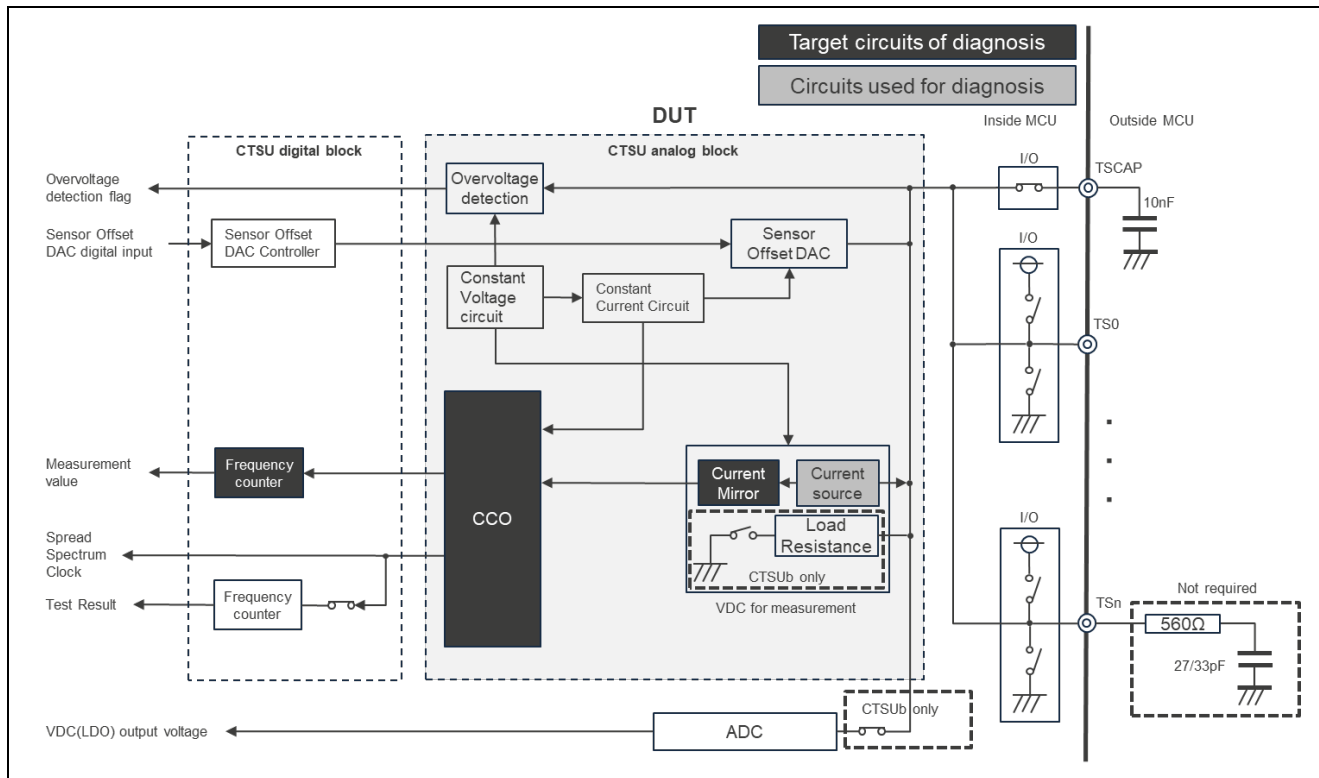 Target circuits of diagnosis
Circuits used for diagnosis
DUT
Inside MCU
Outside MCU
CTSU digital block
CTSU analog block
I/O
TSCAP
10nF
Overvoltage
detection flag
Overvoltage
detection
Sensor Offset
DAC digital input
Sensor Offset
DAC Controller
Sensor
Offset DAC
I/O
Constant
Voltage
circuit
Constant
Current Circuit
TS0
Measurement
value
Frequency
counter
CCO
Current
Mirror
Current
source
Load
Resistance
CTSUb only
VDC for measurement
I/O
Spread
Spectrum
Clock
Test Result
Frequency
counter
TSn
Not required
560Ω
27/33pF
CTSUb only
VDC(LDO) output voltage
ADC